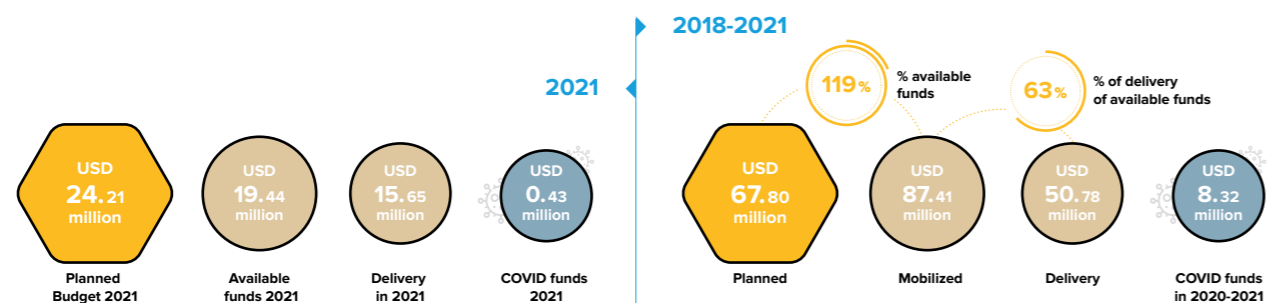 2021
USD
24.21
million
Planned
Budget 2021
USD
19.44
million
Available
funds 2021
USD
15.65
million
Delivery
in 2021
USD
0.43
million
COVID funds
2021
2018-2021
119%
% available
funds
63%
% of delivery
of available funds
USD
67.80
million
Planned
USD
87.41
million
Mobilized
USD
50.78
million
Delivery
USD
8.32
million
COVID funds
in 2020-2021